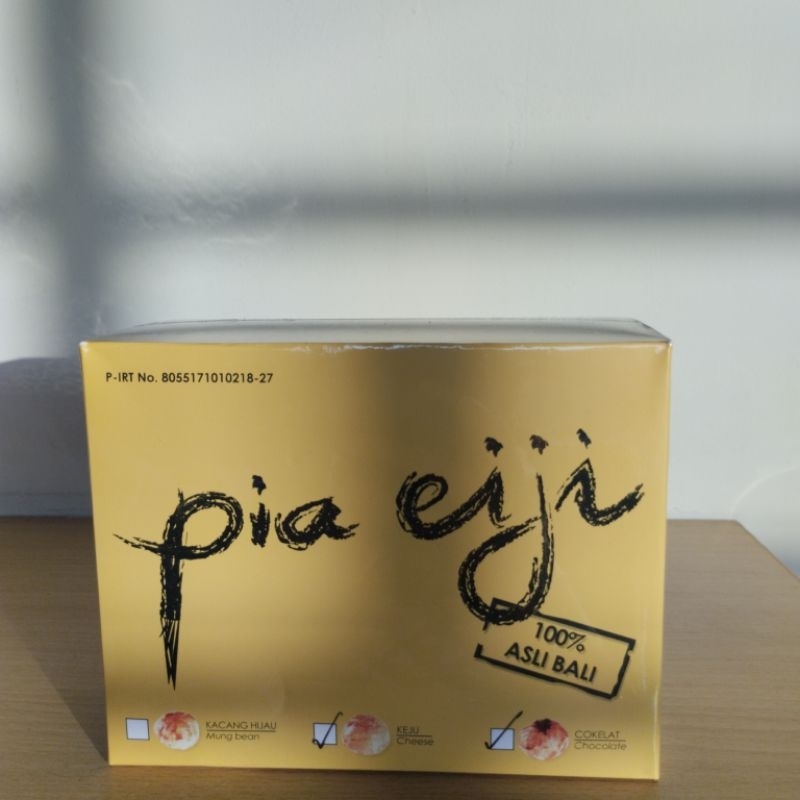 P-IRT No. 8055171010218-27
pia eiji
100%
ASLI BALI
KACANG HIJAU
Mung bean
KEJU
Cheese
COKELAT
Chocolate